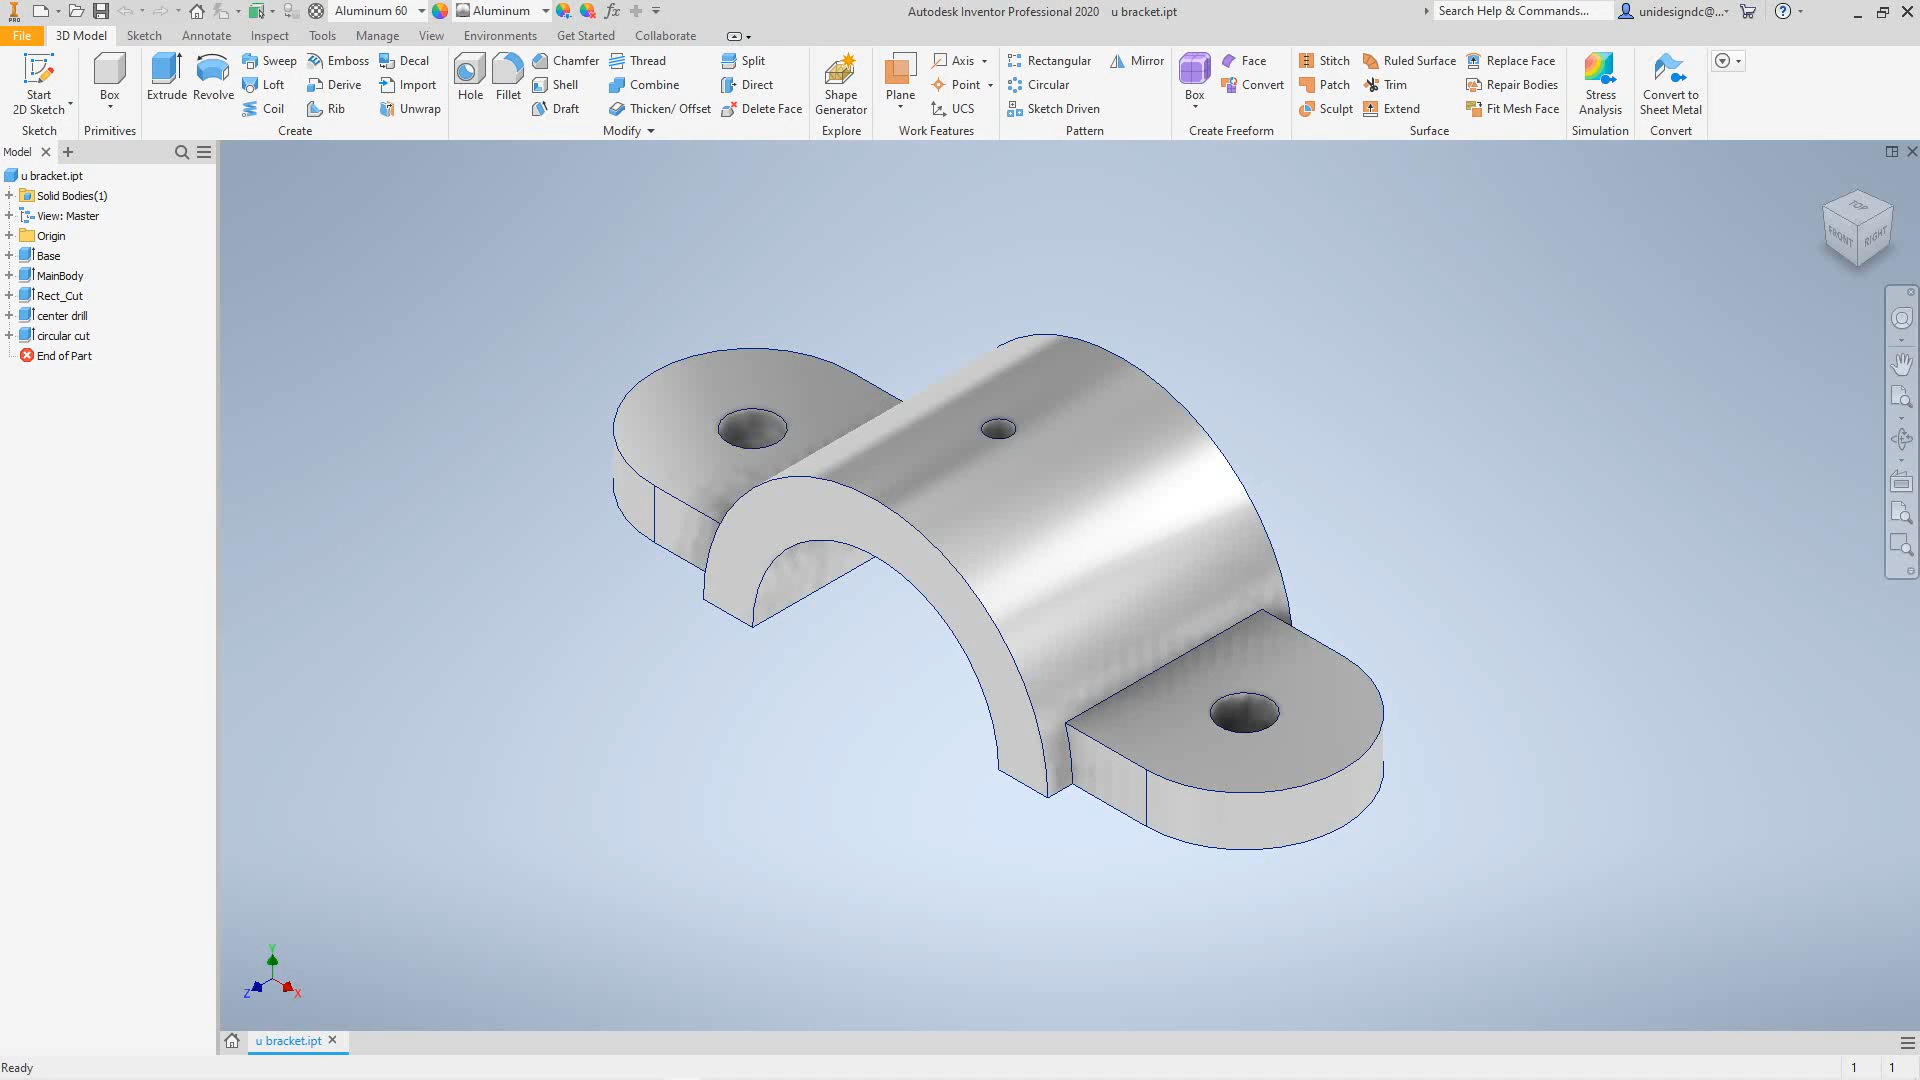 PRO
Aluminum 60
Aluminum
fx
Autodesk Inventor Professional 2020 u bracket.ipt
Search Help & Commands...
unidesigndc@...
File 3D Model Sketch Annotate Inspect Tools Manage View Environments Get Started Collaborate
Start
2D Sketch
Sketch
Box
Primitives
Extrude Revolve
Sweep Emboss Decal
Loft Derive Import
Coil Rib Unwrap
Create
Hole Fillet
Chamfer Thread Split
Shell Combine Direct
Draft Thicken/ Offset Delete Face
Modify
Shape
Generator
Explore
Plane
Axis
Point
UCS
Work Features
Rectangular Mirror
Circular
Sketch Driven
Pattern
Box
Face
Convert
Create Freeform
Stitch Ruled Surface Replace Face
Patch Trim Repair Bodies
Sculpt Extend Fit Mesh Face
Surface
Stress
Analysis
Simulation
Convert to
Sheet Metal
Convert
Model
u bracket.ipt
Solid Bodies(1)
View: Master
Origin
Base
MainBody
Rect_Cut
center drill
circular cut
End of Part
TOP
FRONT RIGHT
Y
Z X
u bracket.ipt
Ready
1 1